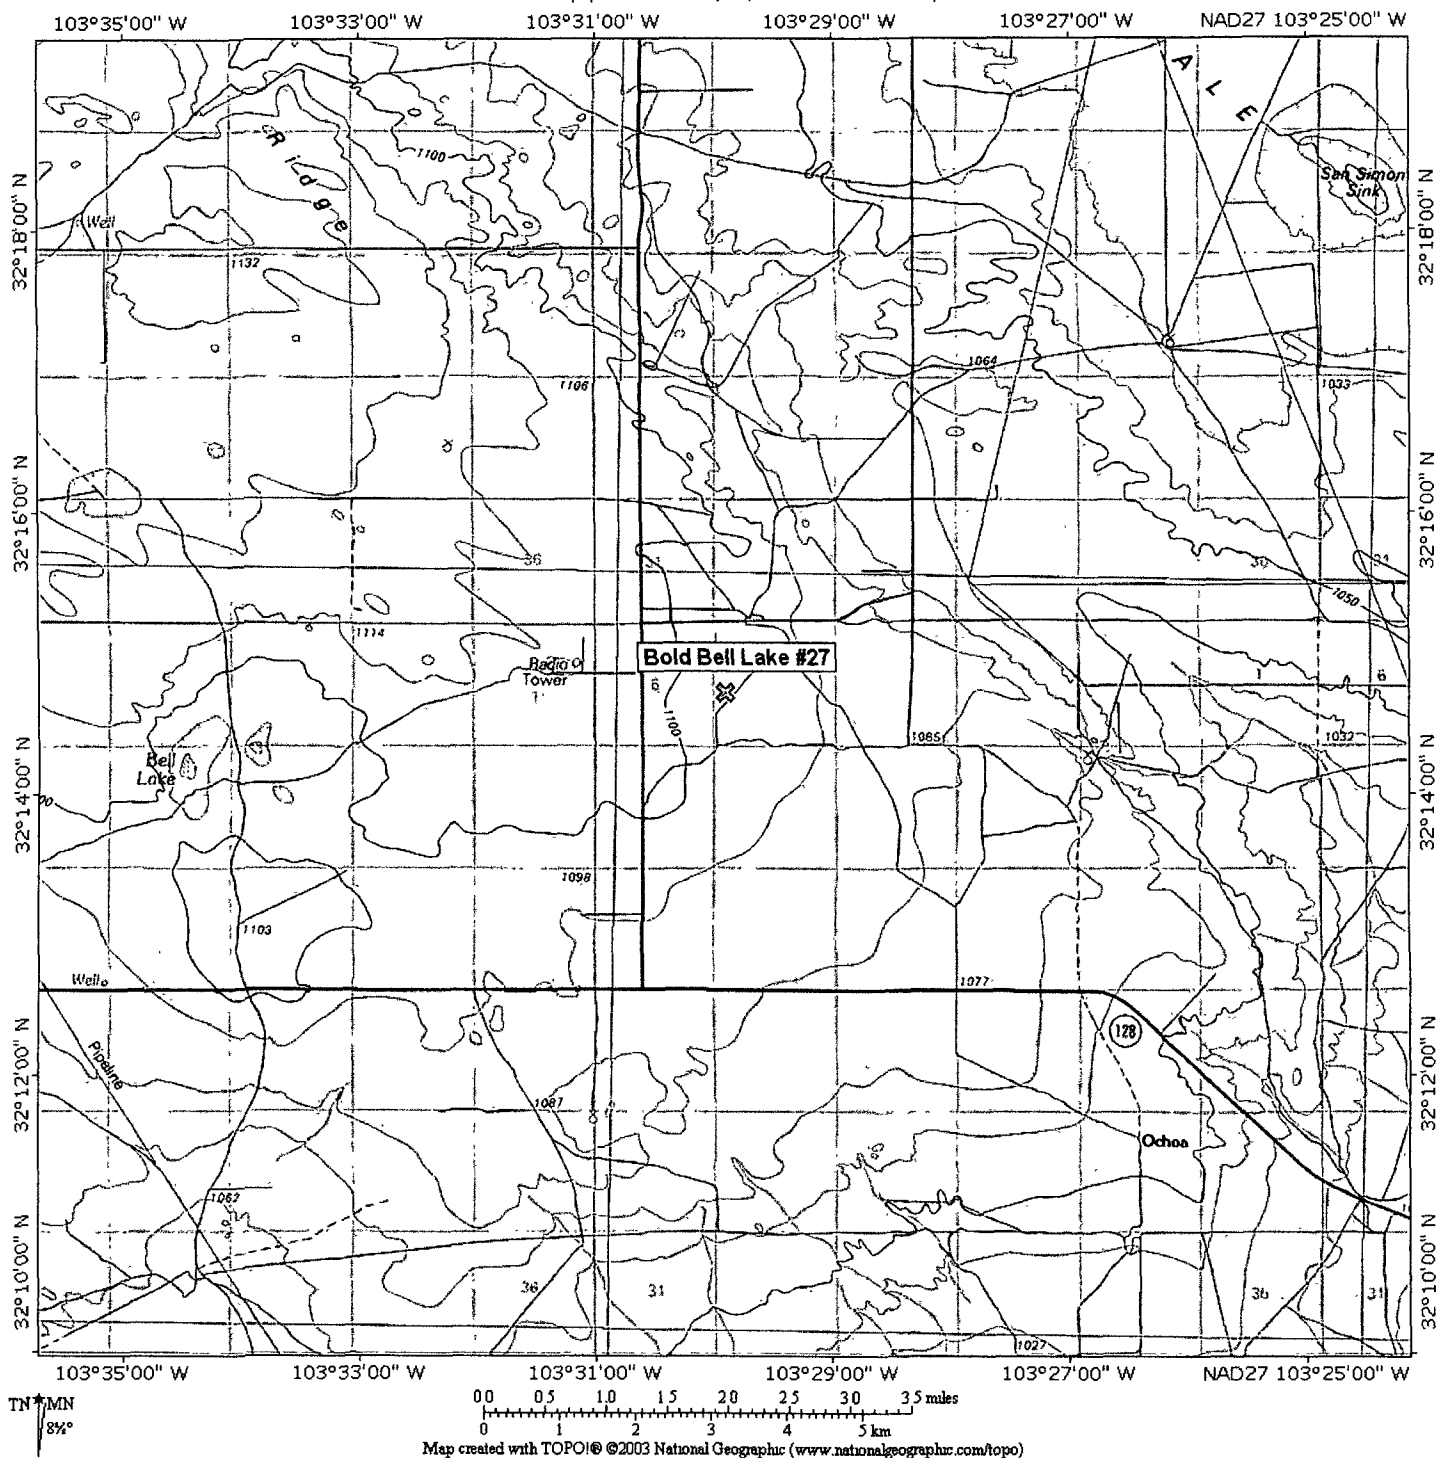 103°35'00" W 103°33'00" W 103°31'00" W 103°29'00" W 103°27'00" W NAD27 103°25'00" W
A L E
Ridge
1100
San Simon
Sink
32°18'00" N
Well
32°18'00" N
1132
1064
1106
1033
32°16'00" N
32°16'00" N
36
30
31
1050
1114
Radio
Tower
Bold Bell Lake #27
1
6
1100
1085
1032
Bell
Lake
32°14'00" N
32°14'00" N
1098
1103
Well
1077
128
Pipeline
32°12'00" N
32°12'00" N
1087
Ochoa
1062
32°10'00" N
32°10'00" N
36
31
36
31
1027
103°35'00" W 103°33'00" W 103°31'00" W 103°29'00" W 103°27'00" W NAD27 103°25'00" W
TN MN
8½°
0.0 0.5 1.0 1.5 2.0 2.5 3.0 3.5 miles
0 1 2 3 4 5 km
Map created with TOPO!® ©2003 National Geographic (www.nationalgeographic.com/topo)